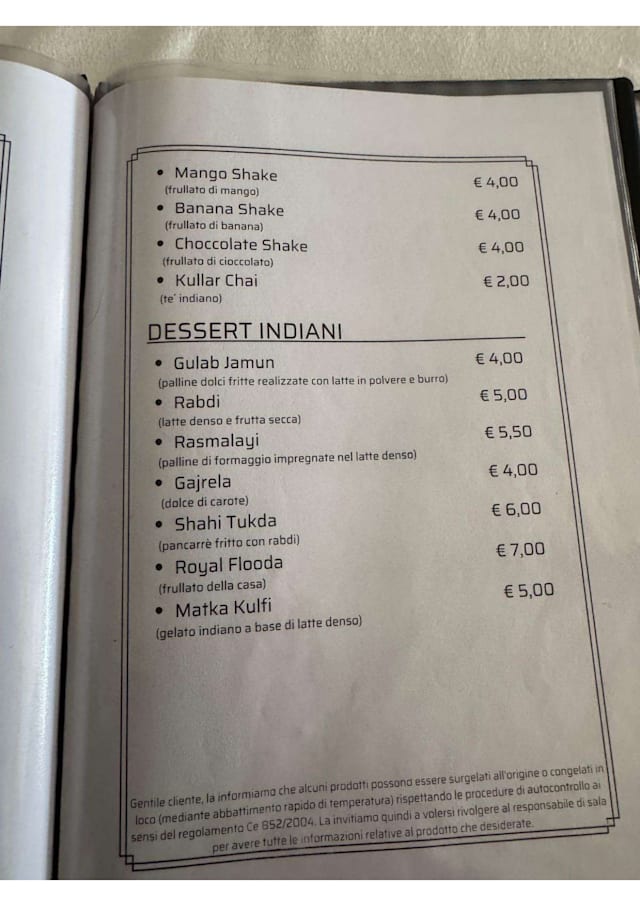 • Mango Shake € 4,00
(frullato di mango)
• Banana Shake € 4,00
(frullato di banana)
• Choccolate Shake € 4,00
(frullato di cioccolato)
• Kullar Chai € 2,00
(te' indiano)
DESSERT INDIANI
• Gulab Jamun € 4,00
(palline dolci fritte realizzate con latte in polvere e burro)
• Rabdi € 5,00
(latte denso e frutta secca)
• Rasmalayi € 5,50
(palline di formaggio impregnate nel latte denso)
• Gajrela € 4,00
(dolce di carote)
• Shahi Tukda € 6,00
(pancarrè fritto con rabdi)
• Royal Flooda € 7,00
(frullato della casa)
• Matka Kulfi € 5,00
(gelato indiano a base di latte denso)
Gentile cliente, la informiamo che alcuni prodotti possono essere surgelati all'origine o congelati in
loco (mediante abbattimento rapido di temperatura) rispettando le procedure di autocontrollo ai
sensi del regolamento Ce 852/2004. La invitiamo quindi a volersi rivolgere al responsabile di sala
per avere tutte le informazioni relative al prodotto che desiderate.